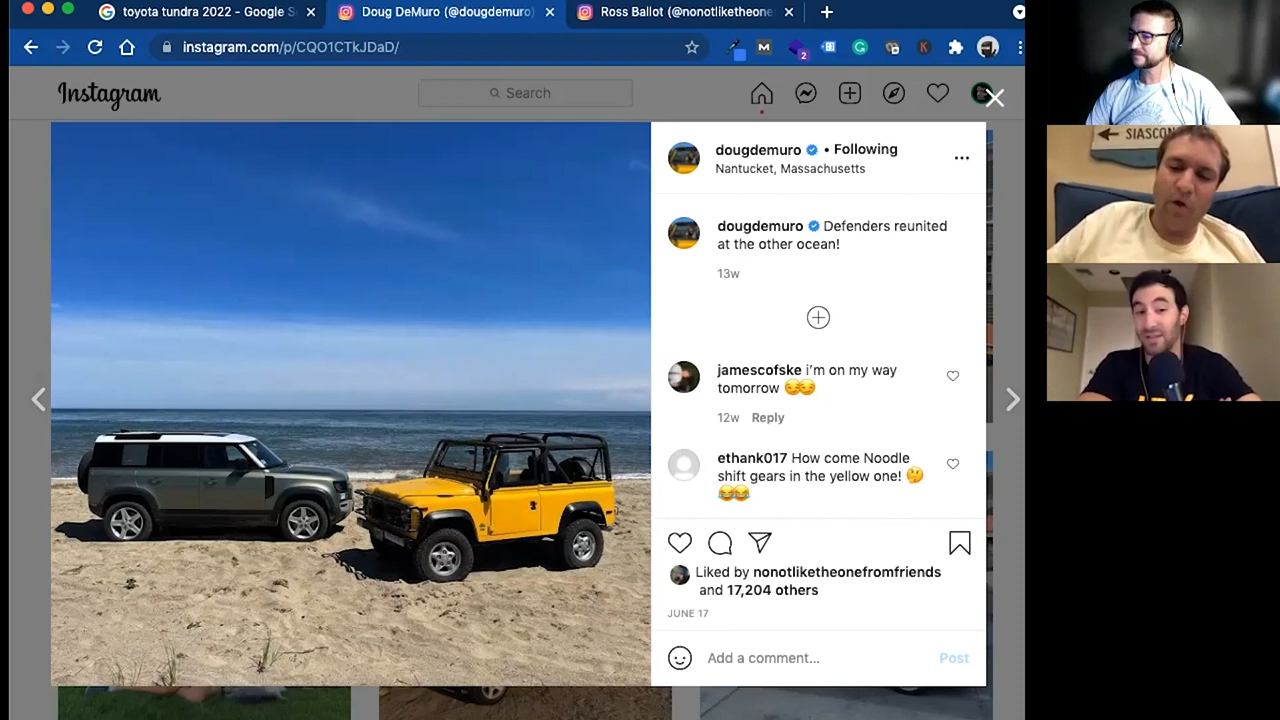 toyota tundra 2022 - Google S
Doug DeMuro (@dougdemuro)
Ross Ballot (@nonotliketheone
instagram.com/p/CQO1CTkJDaD/
2
Instagram
Search
dougdemuro • Following
Nantucket, Massachusetts
dougdemuro Defenders reunited
at the other ocean!
13w
jamescofske i'm on my way
tomorrow 😏😏
12w Reply
ethank017 How come Noodle
shift gears in the yellow one! 🤔
😂😂
Liked by nonotliketheonefromfriends
and 17,204 others
JUNE 17
Add a comment...
Post
SIASCON